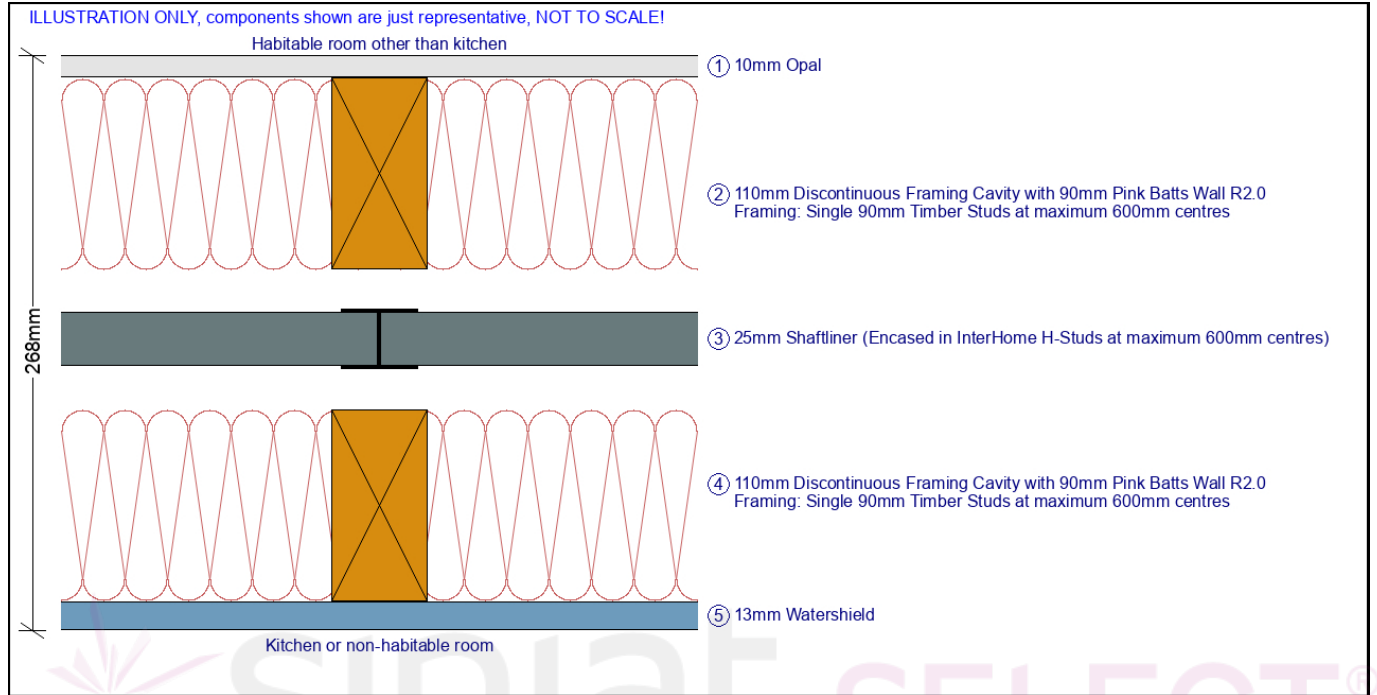 ILLUSTRATION ONLY, components shown are just representative, NOT TO SCALE!
Habitable room other than kitchen
1 10mm Opal
2 110mm Discontinuous Framing Cavity with 90mm Pink Batts Wall R2.0
Framing: Single 90mm Timber Studs at maximum 600mm centres
268mm
3 25mm Shaftliner (Encased in InterHome H-Studs at maximum 600mm centres)
4 110mm Discontinuous Framing Cavity with 90mm Pink Batts Wall R2.0
Framing: Single 90mm Timber Studs at maximum 600mm centres
5 13mm Watershield
Kitchen or non-habitable room
siniat SELECT®